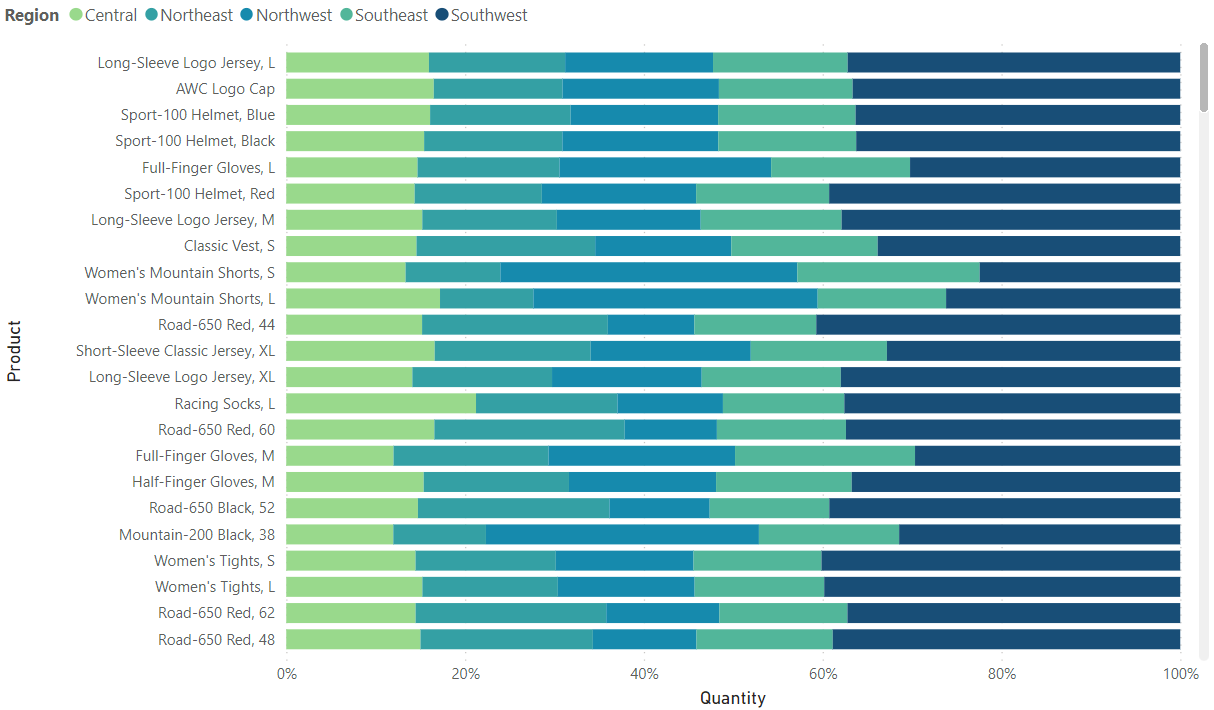 Region Central Northeast Northwest Southeast Southwest
Long-Sleeve Logo Jersey, L
AWC Logo Cap
Sport-100 Helmet, Blue
Sport-100 Helmet, Black
Full-Finger Gloves, L
Sport-100 Helmet, Red
Long-Sleeve Logo Jersey, M
Classic Vest, S
Women's Mountain Shorts, S
Women's Mountain Shorts, L
Road-650 Red, 44
Short-Sleeve Classic Jersey, XL
Long-Sleeve Logo Jersey, XL
Racing Socks, L
Road-650 Red, 60
Full-Finger Gloves, M
Half-Finger Gloves, M
Road-650 Black, 52
Mountain-200 Black, 38
Women's Tights, S
Women's Tights, L
Road-650 Red, 62
Road-650 Red, 48
Product
0% 20% 40% 60% 80% 100%
Quantity